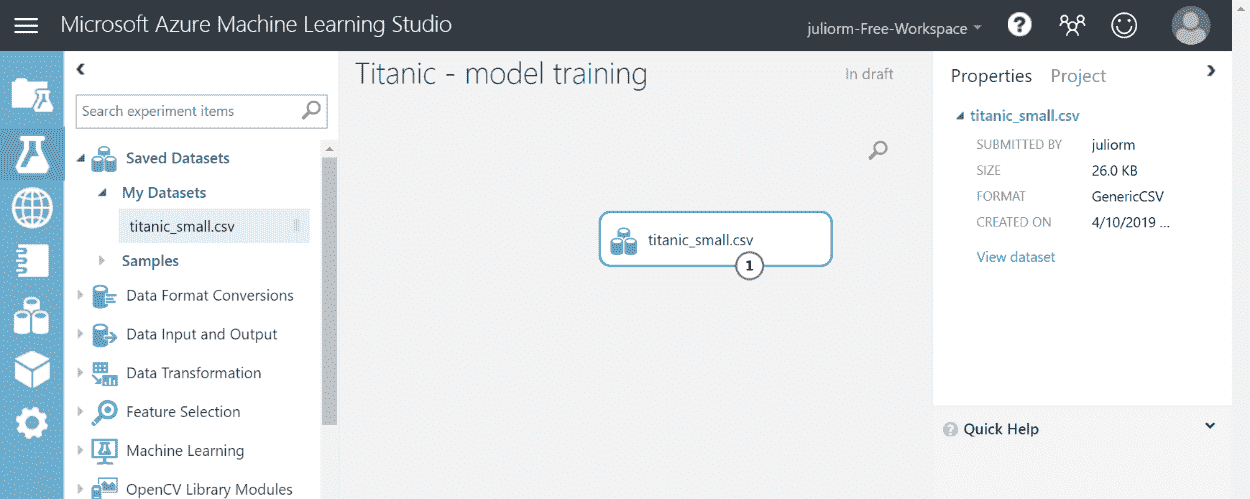 Microsoft Azure Machine Learning Studio
juliorm-Free-Workspace
?
Search experiment items
Saved Datasets
My Datasets
titanic_small.csv
Samples
Data Format Conversions
Data Input and Output
Data Transformation
Feature Selection
Machine Learning
OpenCV Library Modules
Titanic - model training
In draft
titanic_small.csv
1
Properties Project
titanic_small.csv
SUBMITTED BY juliorm
SIZE 26.0 KB
FORMAT GenericCSV
CREATED ON 4/10/2019 ...
View dataset
? Quick Help